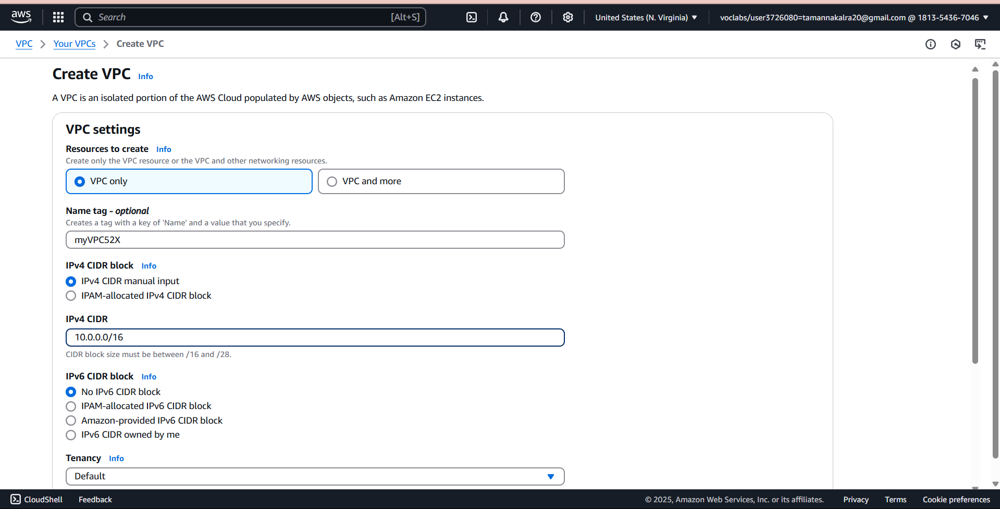 aws
Search [Alt+S]
United States (N. Virginia) ▼
voclabs/user3726080=tamannakalra20@gmail.com @ 1813-5436-7046 ▼
VPC > Your VPCs > Create VPC
Create VPC Info
A VPC is an isolated portion of the AWS Cloud populated by AWS objects, such as Amazon EC2 instances.
VPC settings
Resources to create Info
Create only the VPC resource or the VPC and other networking resources.
VPC only
VPC and more
Name tag - optional
Creates a tag with a key of 'Name' and a value that you specify.
myVPC52X
IPv4 CIDR block Info
IPv4 CIDR manual input
IPAM-allocated IPv4 CIDR block
IPv4 CIDR
10.0.0.0/16
CIDR block size must be between /16 and /28.
IPv6 CIDR block Info
No IPv6 CIDR block
IPAM-allocated IPv6 CIDR block
Amazon-provided IPv6 CIDR block
IPv6 CIDR owned by me
Tenancy Info
Default
CloudShell Feedback © 2025, Amazon Web Services, Inc. or its affiliates. Privacy Terms Cookie preferences